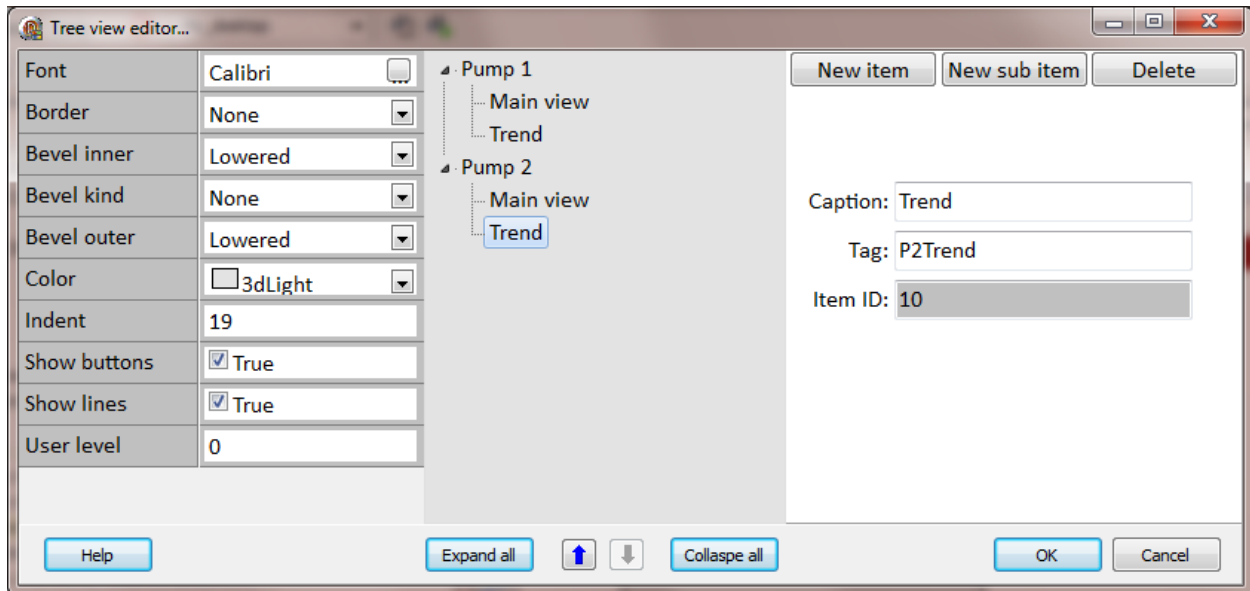 Tree view editor...
Font Calibri ...
Border None
Bevel inner Lowered
Bevel kind None
Bevel outer Lowered
Color 3dLight
Indent 19
Show buttons True
Show lines True
User level 0
Pump 1
Main view
Trend
Pump 2
Main view
Trend
New item New sub item Delete
Caption: Trend
Tag: P2Trend
Item ID: 10
Help Expand all Collaspe all OK Cancel